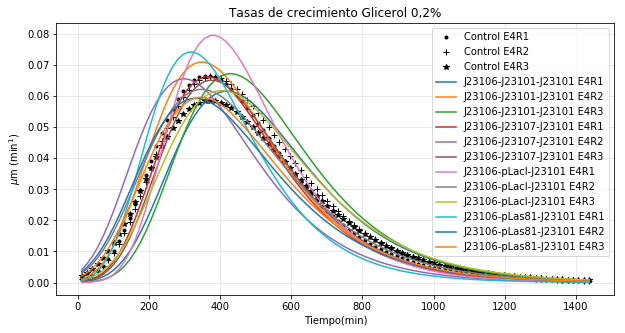 Tasas de crecimiento Glicerol 0,2%
μm (min¹)
0.08
0.07
0.06
0.05
0.04
0.03
0.02
0.01
0.00
0 200 400 600 800 1000 1200 1400
Tiempo(min)
Control E4R1
Control E4R2
Control E4R3
J23106-J23101-J23101 E4R1
J23106-J23101-J23101 E4R2
J23106-J23101-J23101 E4R3
J23106-J23107-J23101 E4R1
J23106-J23107-J23101 E4R2
J23106-J23107-J23101 E4R3
J23106-pLacI-J23101 E4R1
J23106-pLacI-J23101 E4R2
J23106-pLacI-J23101 E4R3
J23106-pLas81-J23101 E4R1
J23106-pLas81-J23101 E4R2
J23106-pLas81-J23101 E4R3